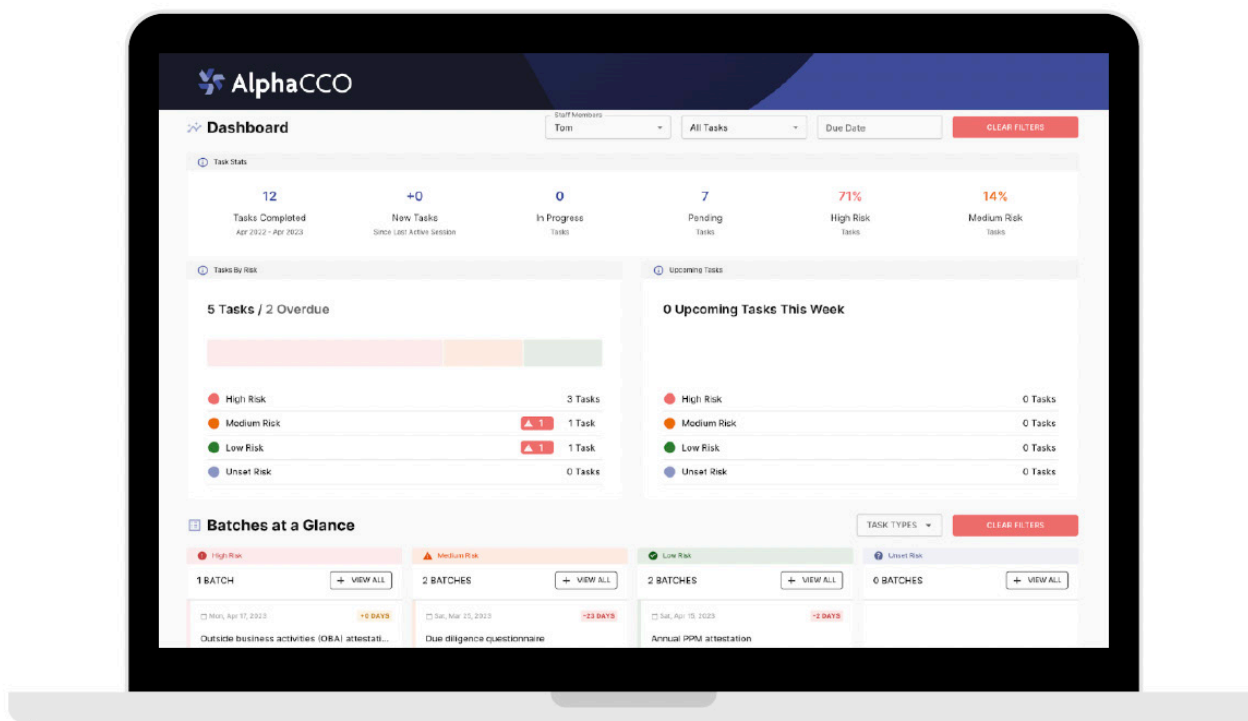 AlphaCCO
Dashboard
Staff Members
Tom
All Tasks
Due Date
CLEAR FILTERS
Task Stats
12
+0
0
7
71%
14%
Tasks Completed
New Tasks
In Progress
Pending
High Risk
Medium Risk
Apr 2022 - Apr 2023
Since Last Active Session
Tasks
Tasks
Tasks
Tasks
Tasks By Risk
Upcoming Tasks
5 Tasks / 2 Overdue
High Risk 3 Tasks
Medium Risk 1 1 Task
Low Risk 1 1 Task
Unset Risk 0 Tasks
0 Upcoming Tasks This Week
High Risk 0 Tasks
Medium Risk 0 Tasks
Low Risk 0 Tasks
Unset Risk 0 Tasks
Batches at a Glance
TASK TYPES
CLEAR FILTERS
High Risk
1 BATCH
+ VIEW ALL
Mon, Apr 17, 2023
+0 DAYS
Outside business activities (OBA) attestati...
Medium Risk
2 BATCHES
+ VIEW ALL
Sat, Mar 25, 2023
-23 DAYS
Due diligence questionnaire
Low Risk
2 BATCHES
+ VIEW ALL
Sat, Apr 15, 2023
-2 DAYS
Annual PPM attestation
Unset Risk
0 BATCHES
+ VIEW ALL